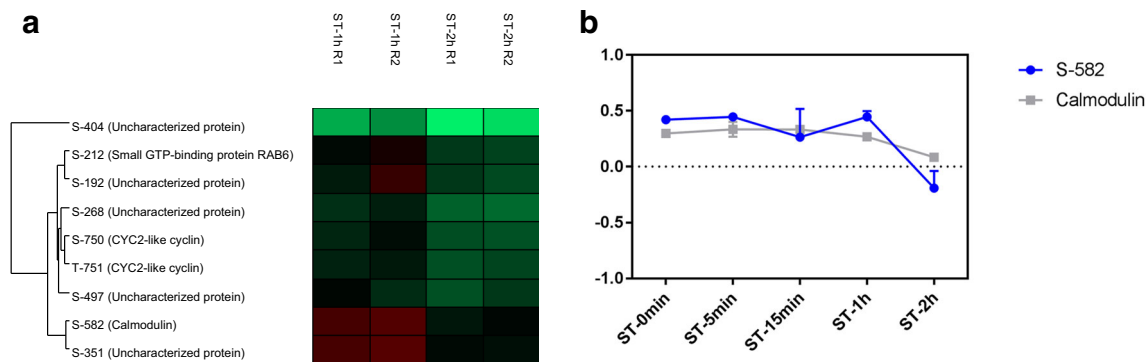 a
ST-1h R1
ST-1h R2
ST-2h R1
ST-2h R2
S-404 (Uncharacterized protein)
S-212 (Small GTP-binding protein RAB6)
S-192 (Uncharacterized protein)
S-268 (Uncharacterized protein)
S-750 (CYC2-like cyclin)
T-751 (CYC2-like cyclin)
S-497 (Uncharacterized protein)
S-582 (Calmodulin)
S-351 (Uncharacterized protein)
b
1.0
0.5
0.0
-0.5
-1.0
ST-0min
ST-5min
ST-15min
ST-1h
ST-2h
S-582
Calmodulin